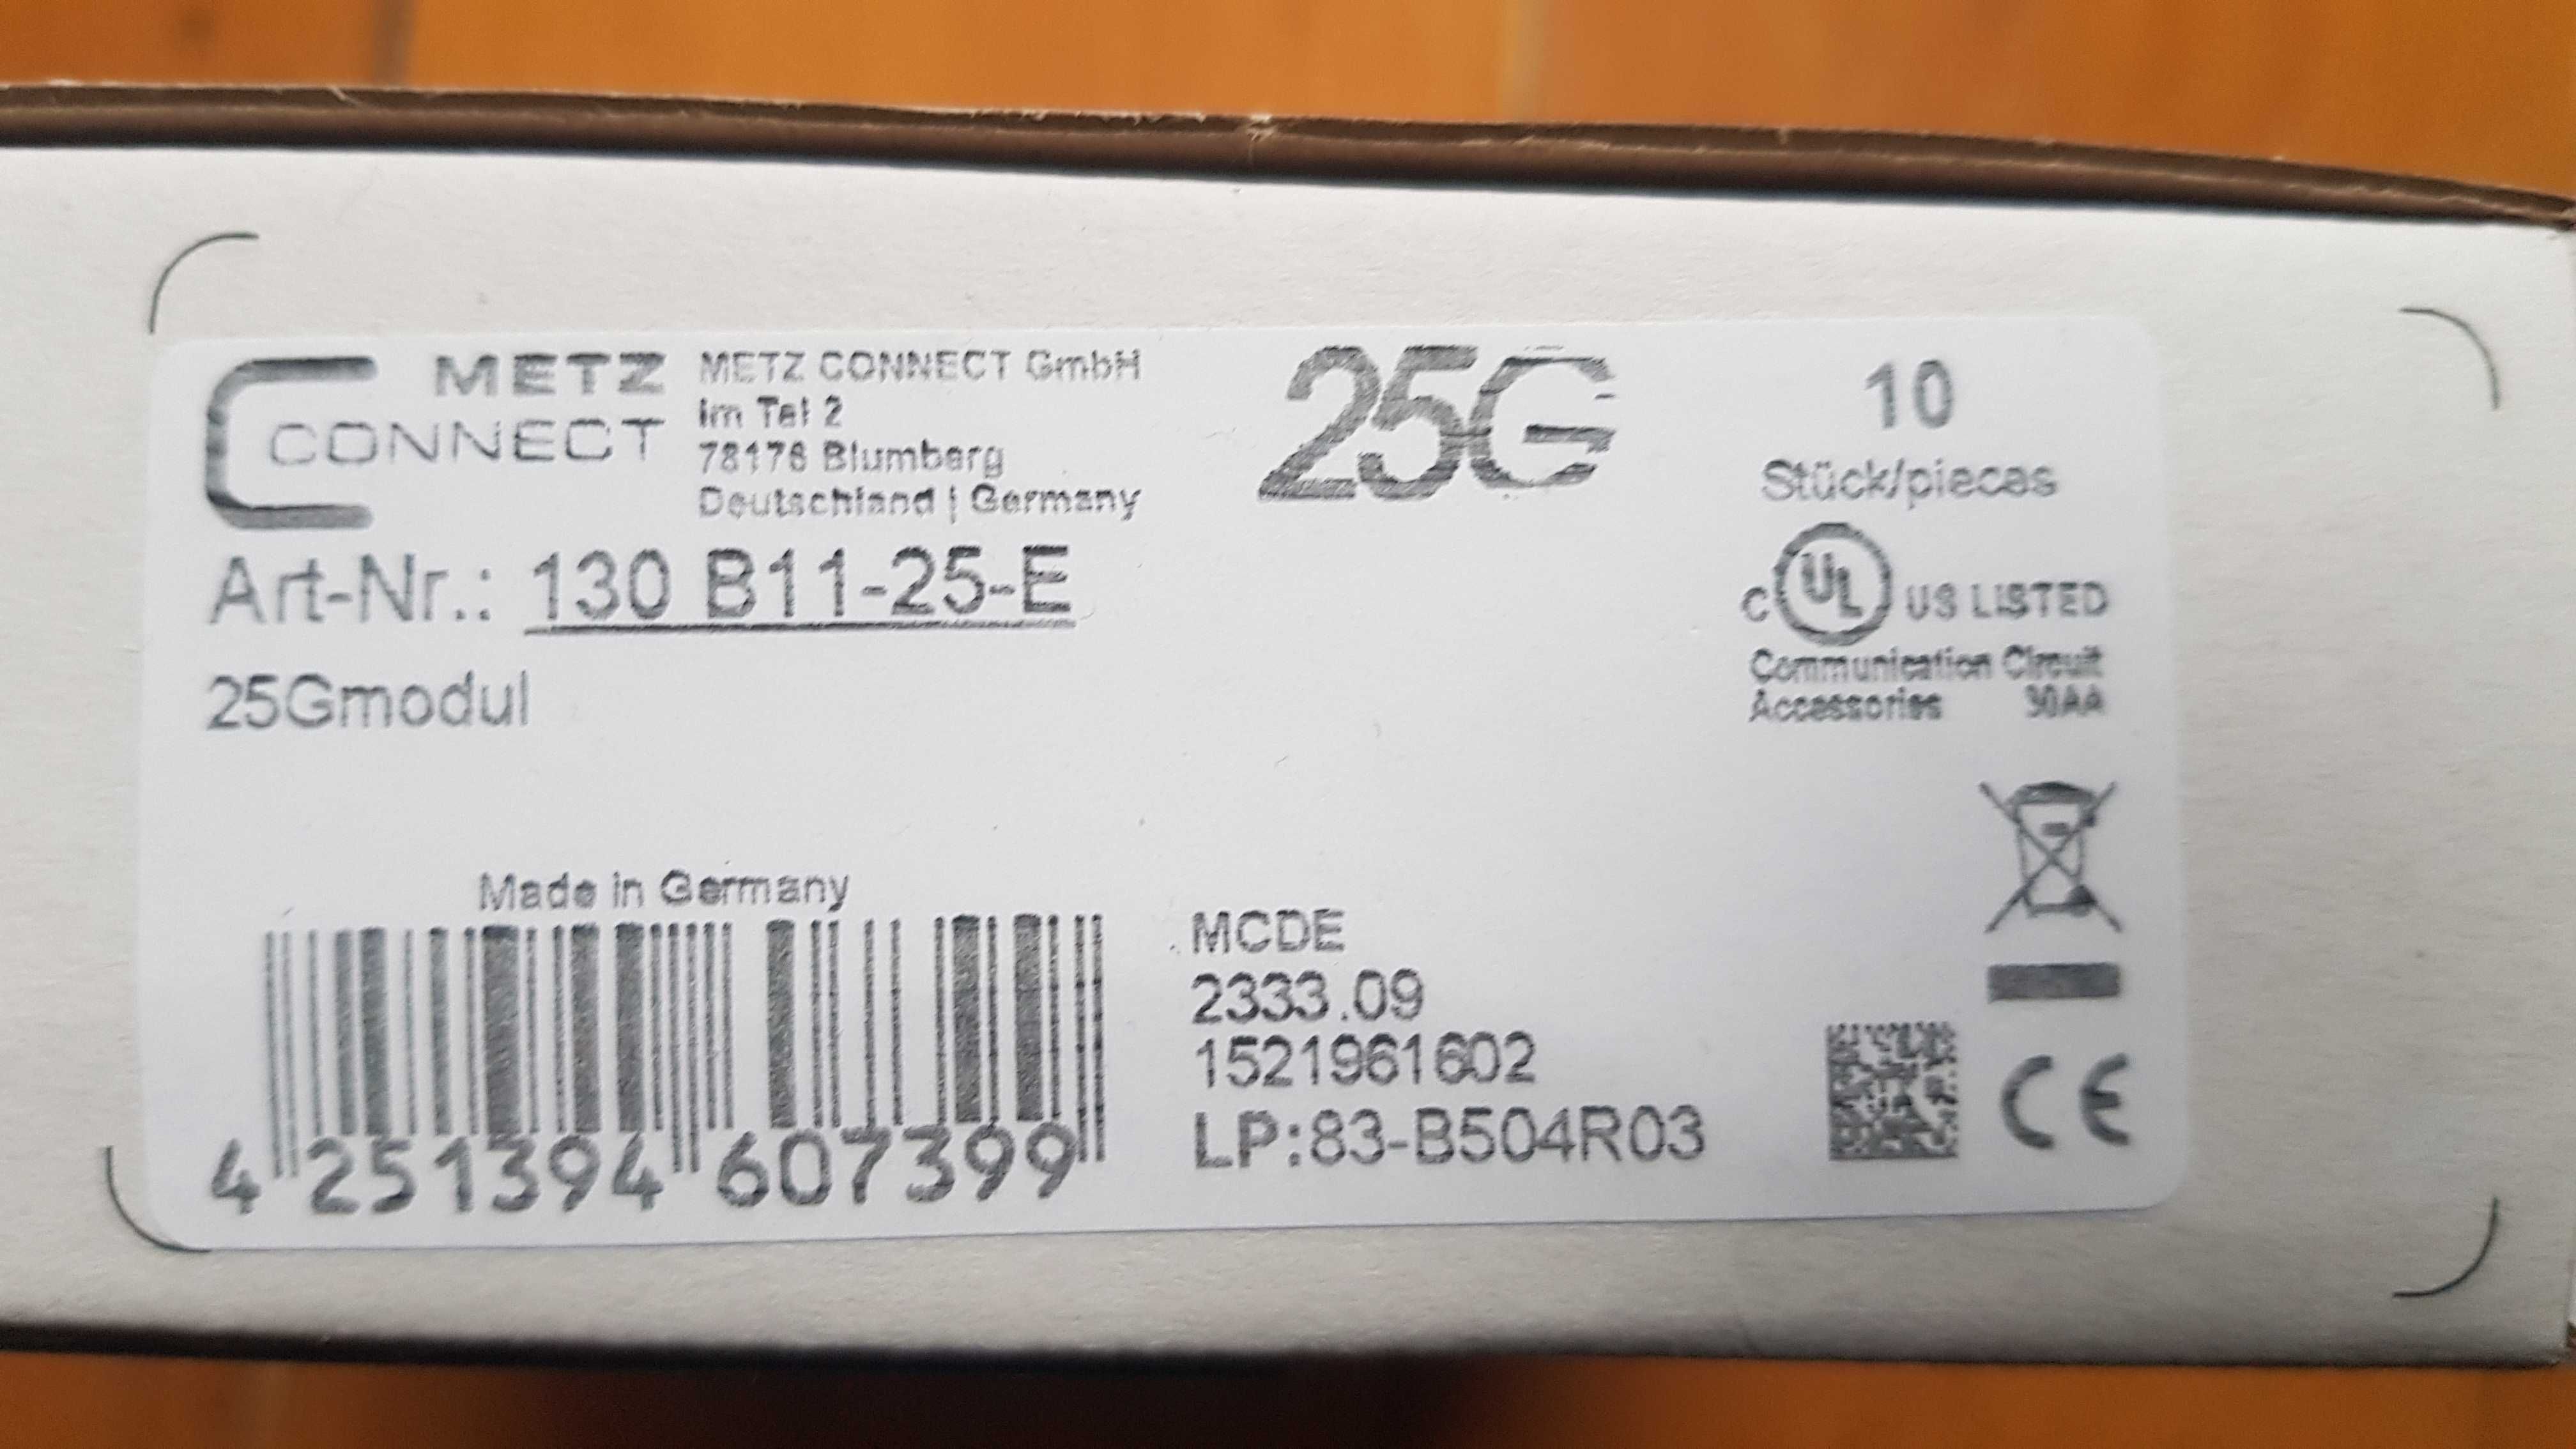 METZ
CONNECT
METZ CONNECT GmbH
Im Tal 2
78176 Blumberg
Deutschland | Germany
25G
10
Stück/pieces
Art-Nr.: 130 B11-25-E
C UL US LISTED
Communication Circuit
Accessories 30AA
25Gmodul
Made in Germany
4 251394 607399
MCDE
2333.09
1521961602
LP:83-B504R03
CE